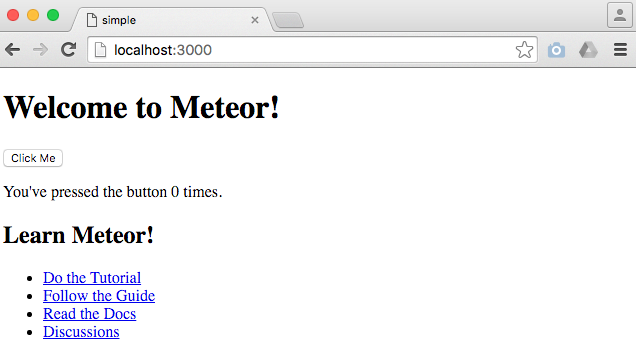 simple
localhost:3000
Welcome to Meteor!
Click Me
You've pressed the button 0 times.
Learn Meteor!
Do the Tutorial
Follow the Guide
Read the Docs
Discussions